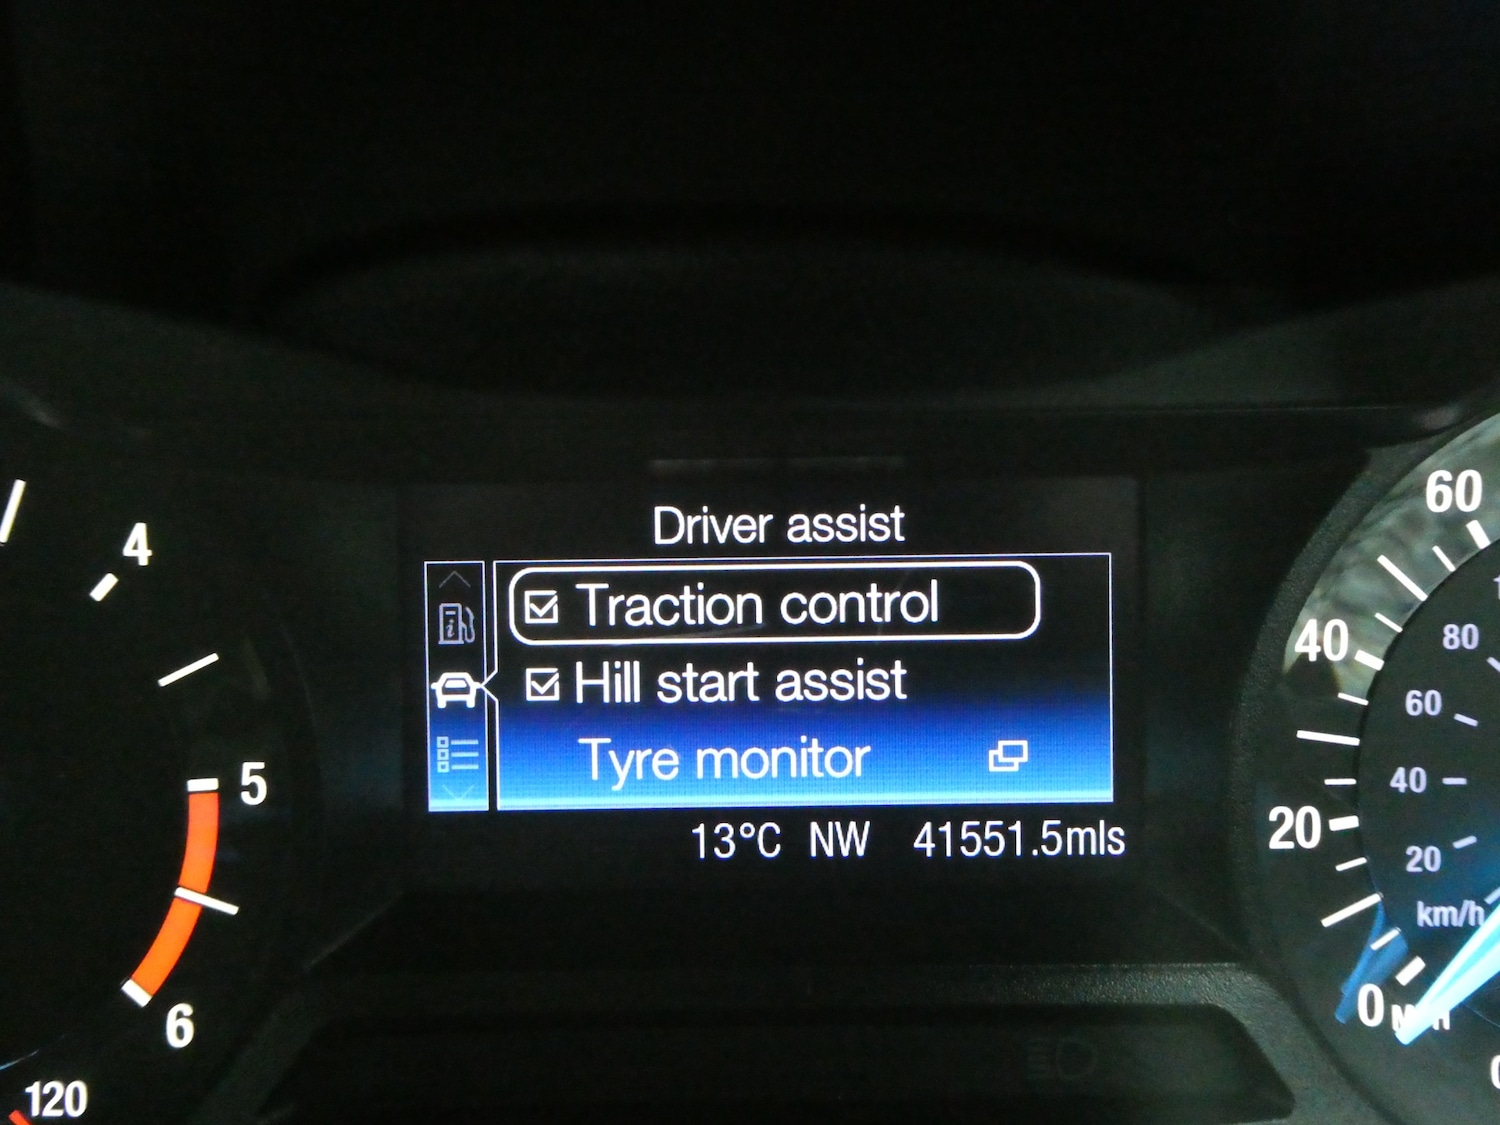 Driver assist
Traction control
Hill start assist
Tyre monitor
13°C NW 41551.5mls
4
5
6
120
60
40
20
0
80
60
40
20
km/h